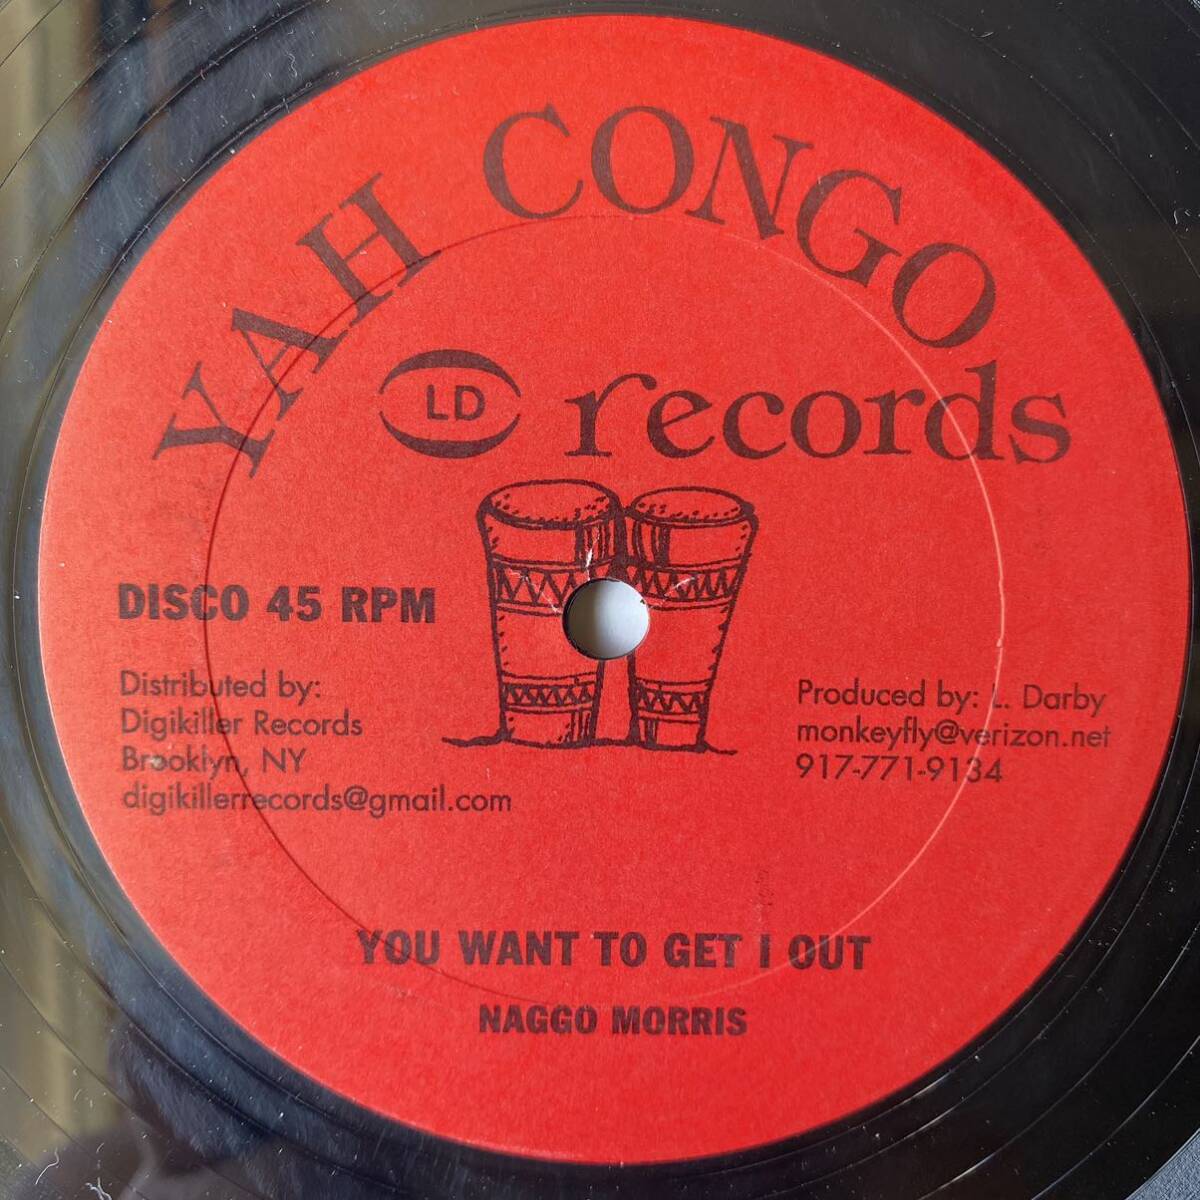 YAH CONGO
LD records
DISCO 45 RPM
Distributed by:
Digikiller Records
Brooklyn, NY
digikillerrecords@gmail.com
Produced by: L. Darby
monkeyfly@verizon.net
917-771-9134
YOU WANT TO GET I OUT
NAGGO MORRIS